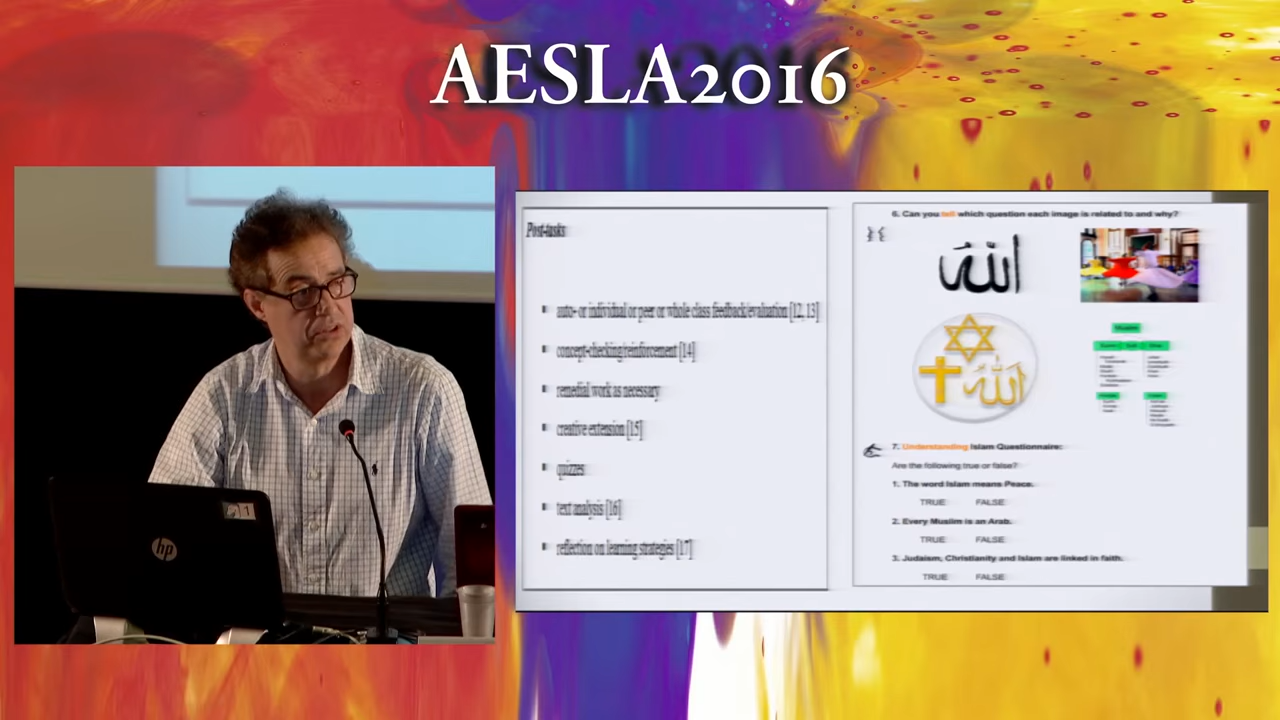 AESLA2016
Post-tasks
auto- or individual or peer or whole class feedback/evaluation [12, 13]
concept-checking/reinforcement [14]
remedial work as necessary
creative extension [15]
quizzes
text analysis [16]
reflection on learning strategies [17]
6. Can you tell which question each image is related to and why?
الله
الله
Muslim
7. Understanding Islam Questionnaire:
Are the following true or false?
1. The word Islam means Peace.
TRUE FALSE
2. Every Muslim is an Arab.
TRUE FALSE
3. Judaism, Christianity and Islam are linked in faith.
TRUE FALSE
hp
1